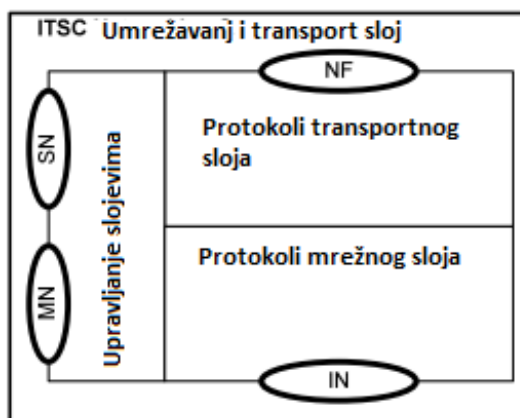 ITSC Umrežavanj i transport sloj
NF
Protokoli transportnog
sloja
SN
Upravljanje slojevima
Protokoli mrežnog sloja
MN
IN